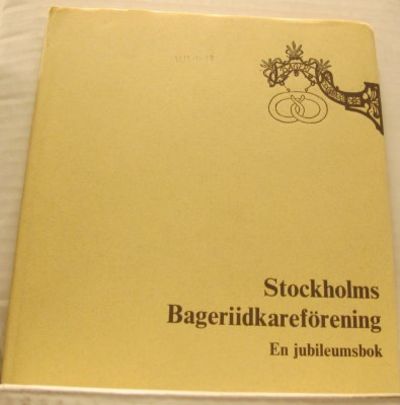 Stockholms
Bageriidkareförening
En jubileumsbok